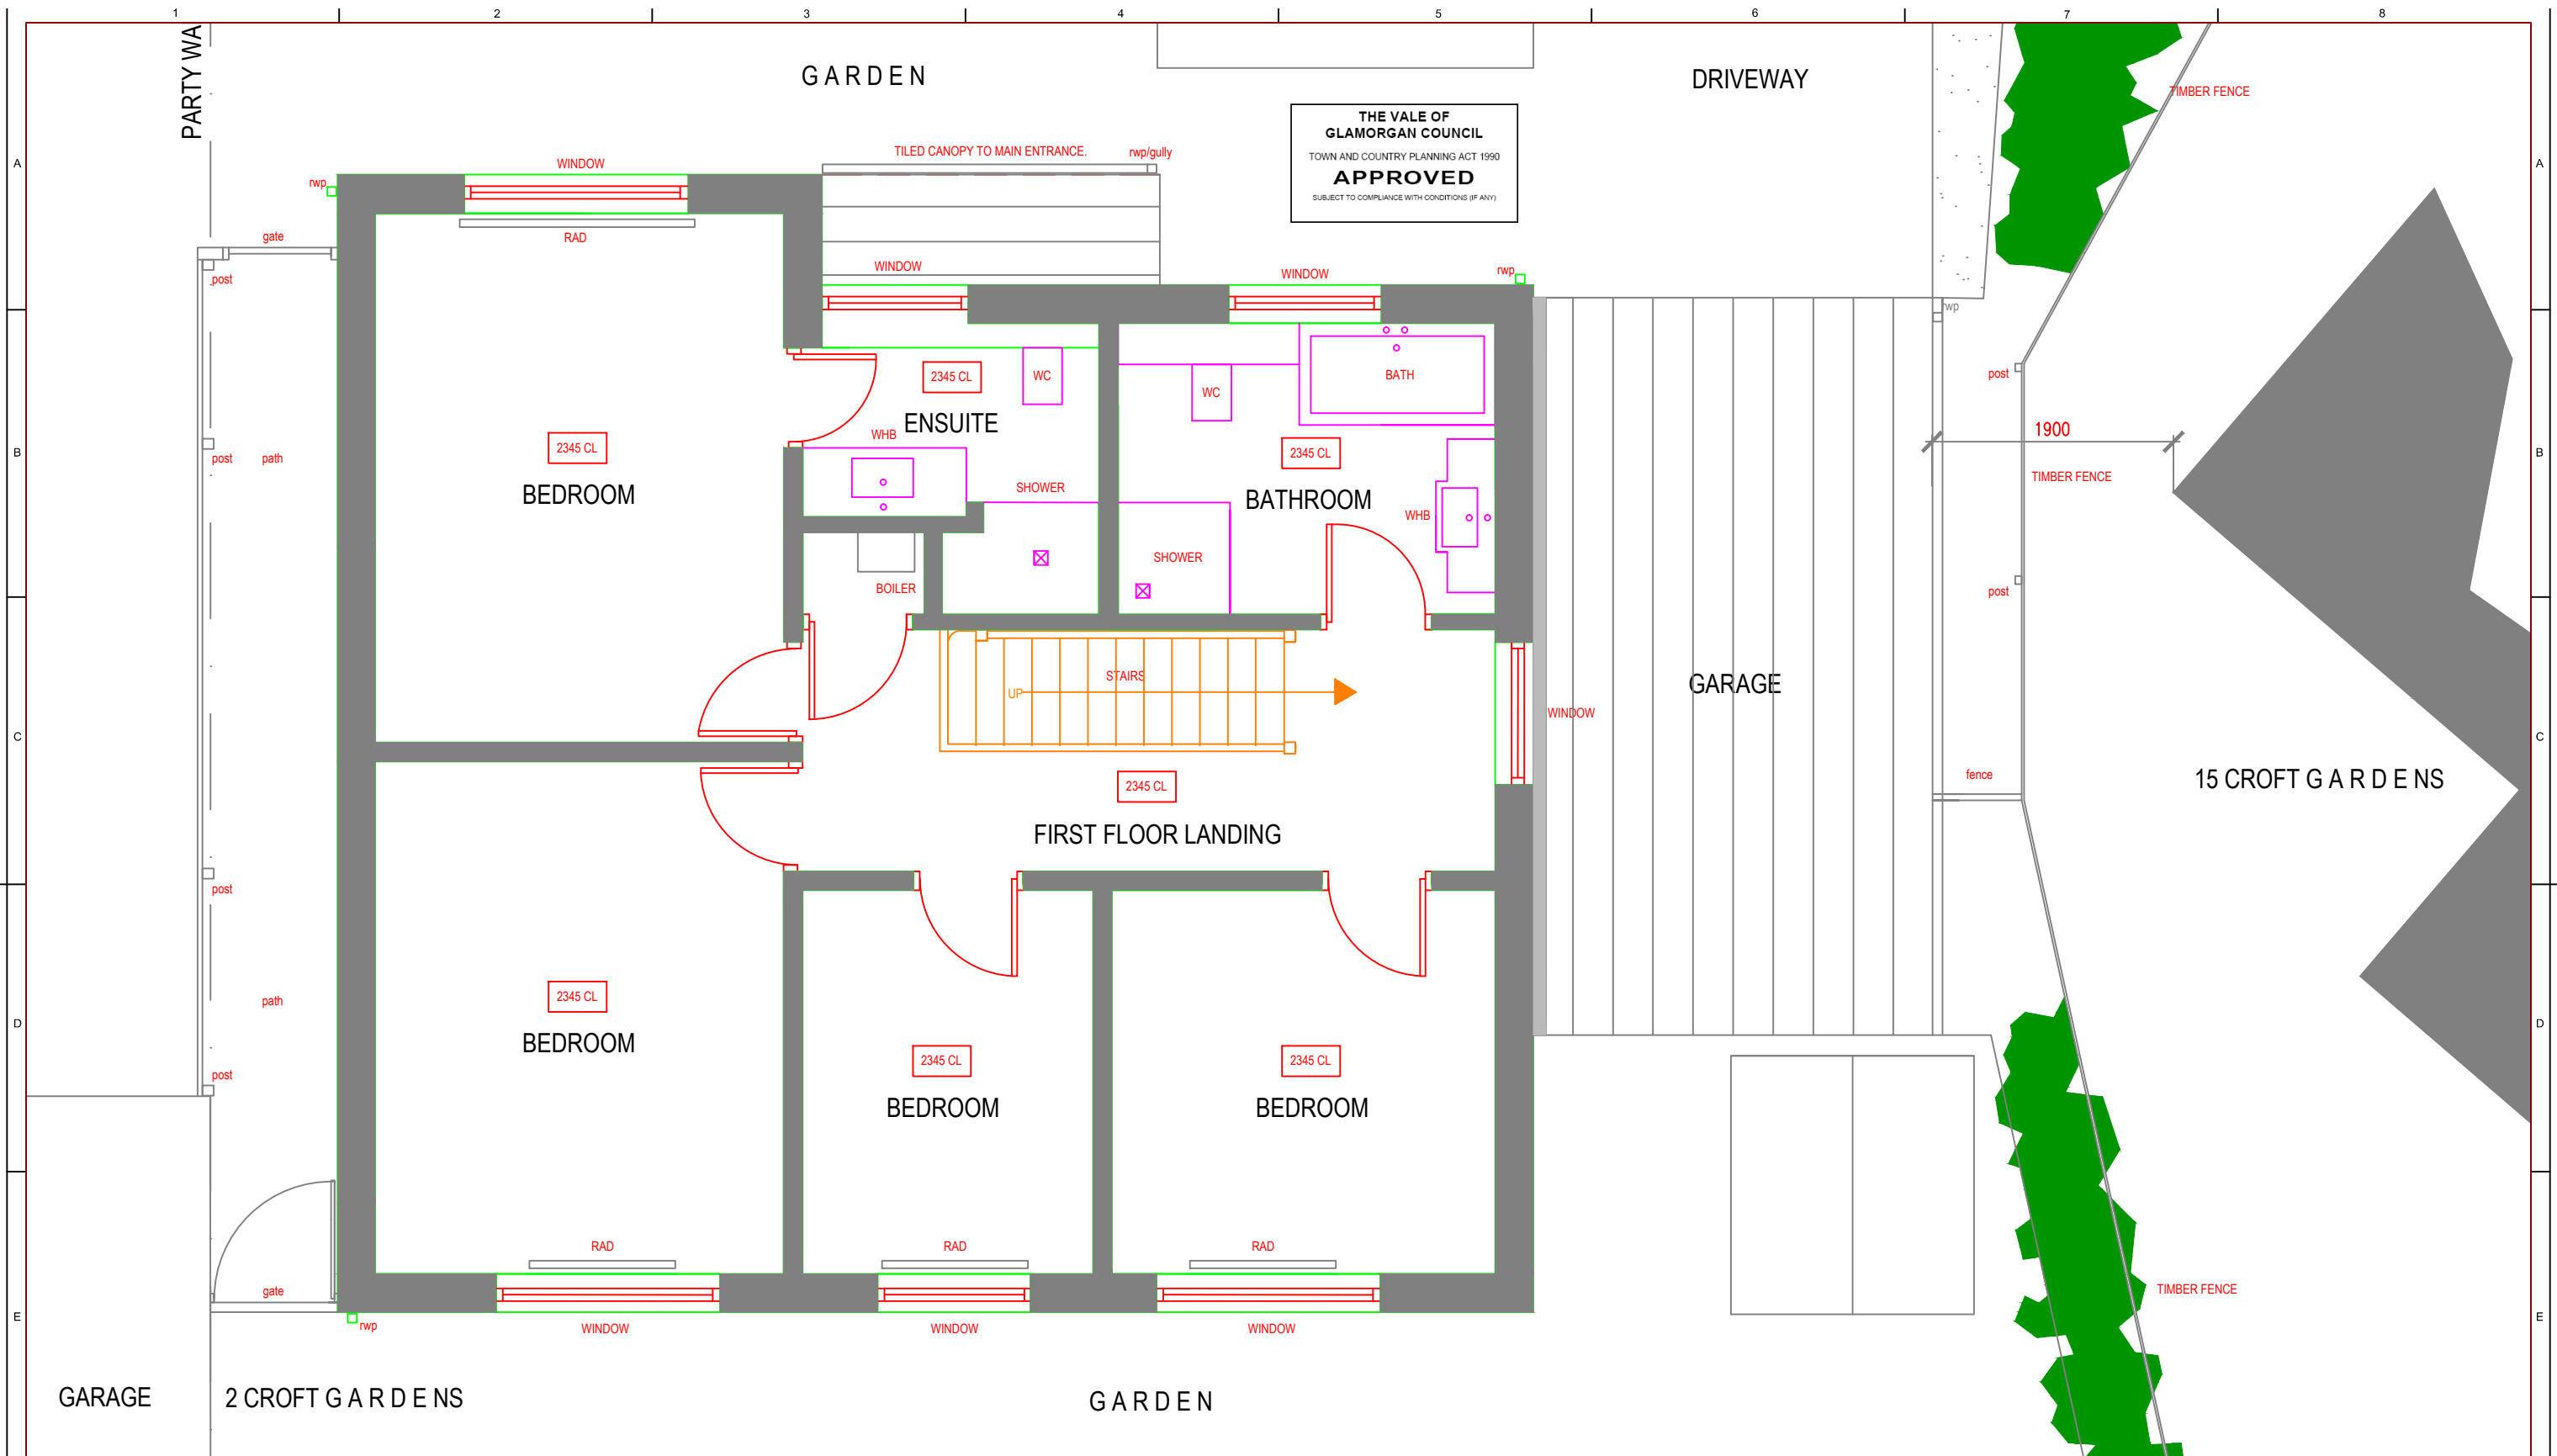 1 2 3 4 5 6 7 8
PARTY WA
G A R D E N
DRIVEWAY
TIMBER FENCE
THE VALE OF
GLAMORGAN COUNCIL
TOWN AND COUNTRY PLANNING ACT 1990
APPROVED
SUBJECT TO COMPLIANCE WITH CONDITIONS (IF ANY)
A
WINDOW
TILED CANOPY TO MAIN ENTRANCE.
rwp/gully
A
rwp
gate
RAD
post
WINDOW
WINDOW
rwp
rwp
2345 CL
WC
BATH
post
WC
ENSUITE
WHB
1900
B
2345 CL
2345 CL
B
post
path
TIMBER FENCE
BEDROOM
SHOWER
BATHROOM
WHB
SHOWER
BOILER
post
STAIRS
UP
GARAGE
WINDOW
C
C
fence
2345 CL
15 CROFT G A R D E NS
FIRST FLOOR LANDING
post
2345 CL
path
D
D
BEDROOM
2345 CL
2345 CL
post
BEDROOM
BEDROOM
RAD
RAD
RAD
gate
TIMBER FENCE
E
E
rwp
WINDOW
WINDOW
WINDOW
GARAGE
2 CROFT G A R D E NS
G A R D E N